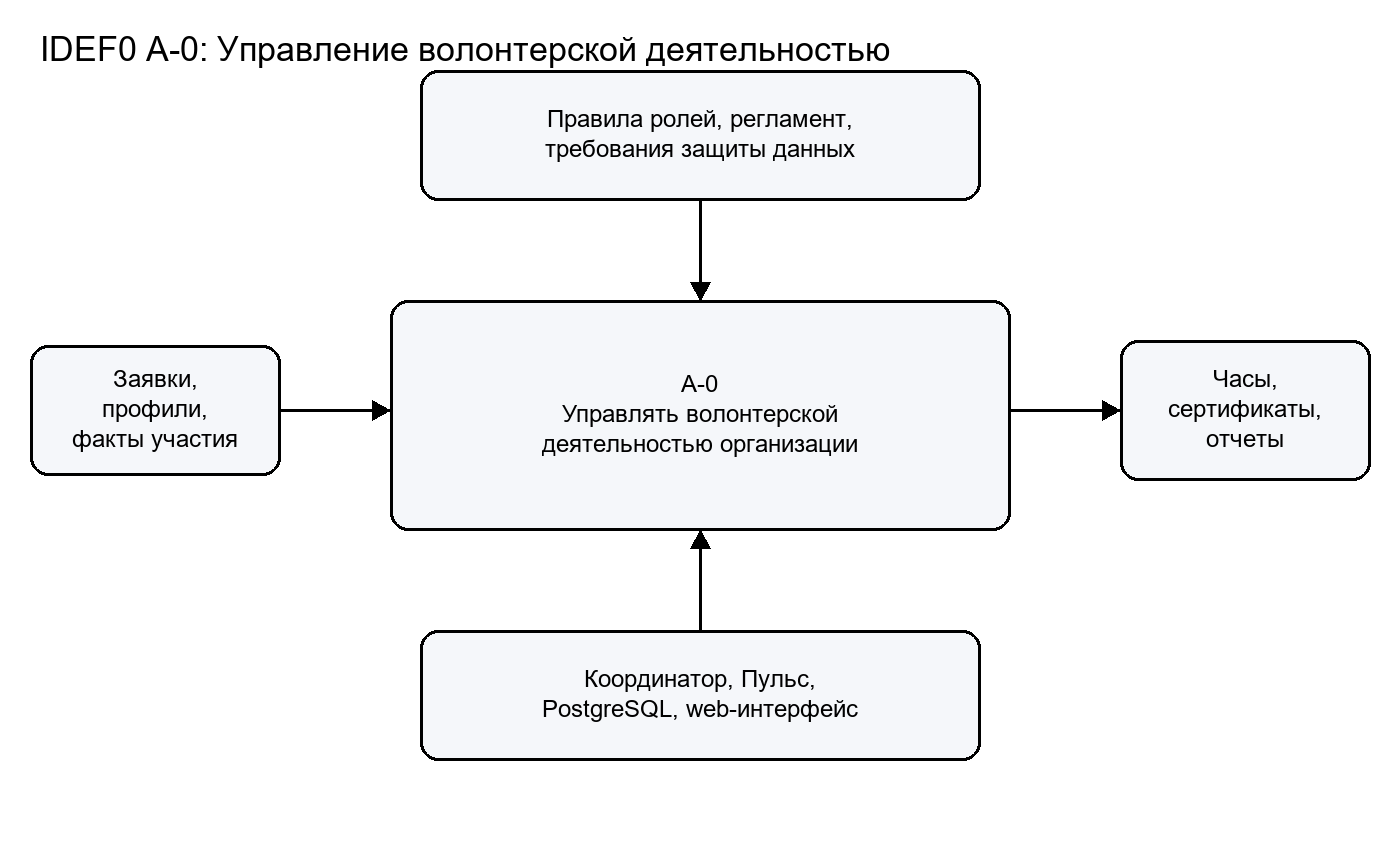 IDEF0 A-0: Управление волонтерской деятельностью
Правила ролей, регламент,
требования защиты данных
Заявки,
профили,
факты участия
A-0
Управлять волонтерской
деятельностью организации
Часы,
сертификаты,
отчеты
Координатор, Пульс,
PostgreSQL, web-интерфейс